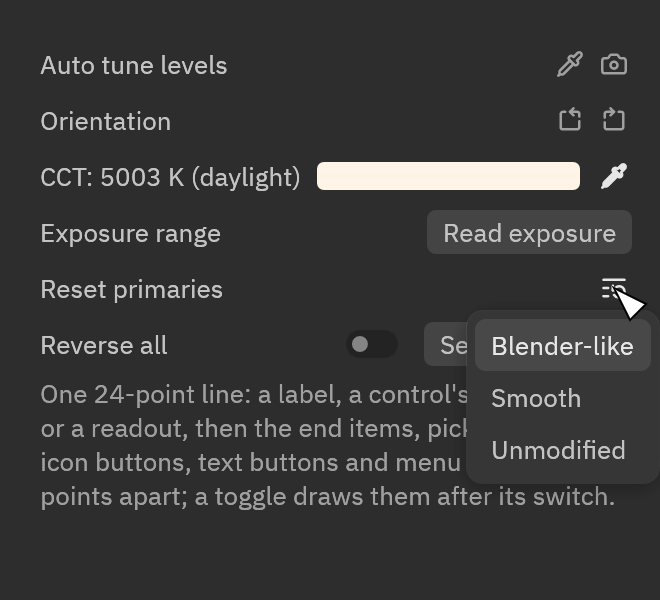 Auto tune levels
Orientation
CCT: 5003 K (daylight)
Exposure range
Read exposure
Reset primaries
Reverse all
Blender-like
Smooth
Unmodified
One 24-point line: a label, a control's
or a readout, then the end items,
icon buttons, text buttons and menu
points apart; a toggle draws them after its switch.